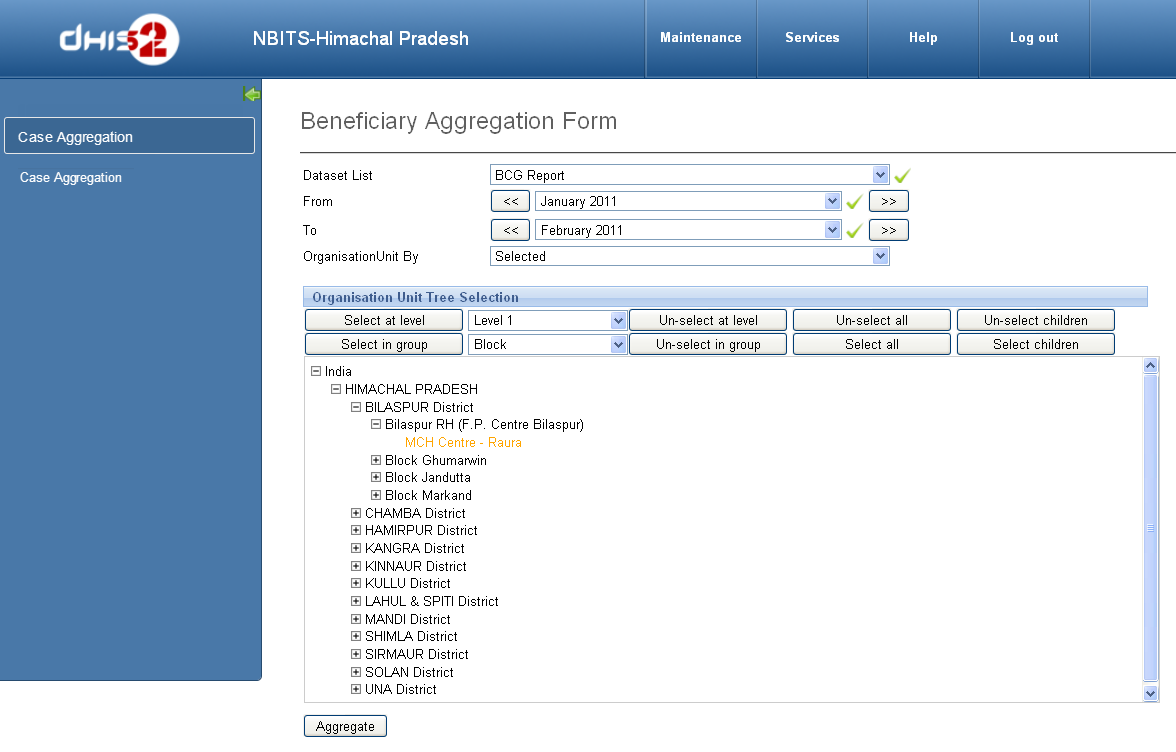 dhis2 NBITS-Himachal Pradesh Maintenance Services Help Log out
Case Aggregation
Case Aggregation
Beneficiary Aggregation Form
Dataset List BCG Report
From << January 2011 >>
To << February 2011 >>
OrganisationUnit By Selected
Organisation Unit Tree Selection
Select at level Level 1 Un-select at level Un-select all Un-select children
Select in group Block Un-select in group Select all Select children
India
HIMACHAL PRADESH
BILASPUR District
Bilaspur RH (F.P. Centre Bilaspur)
MCH Centre - Raura
Block Ghumarwin
Block Jandutta
Block Markand
CHAMBA District
HAMIRPUR District
KANGRA District
KINNAUR District
KULLU District
LAHUL & SPITI District
MANDI District
SHIMLA District
SIRMAUR District
SOLAN District
UNA District
Aggregate